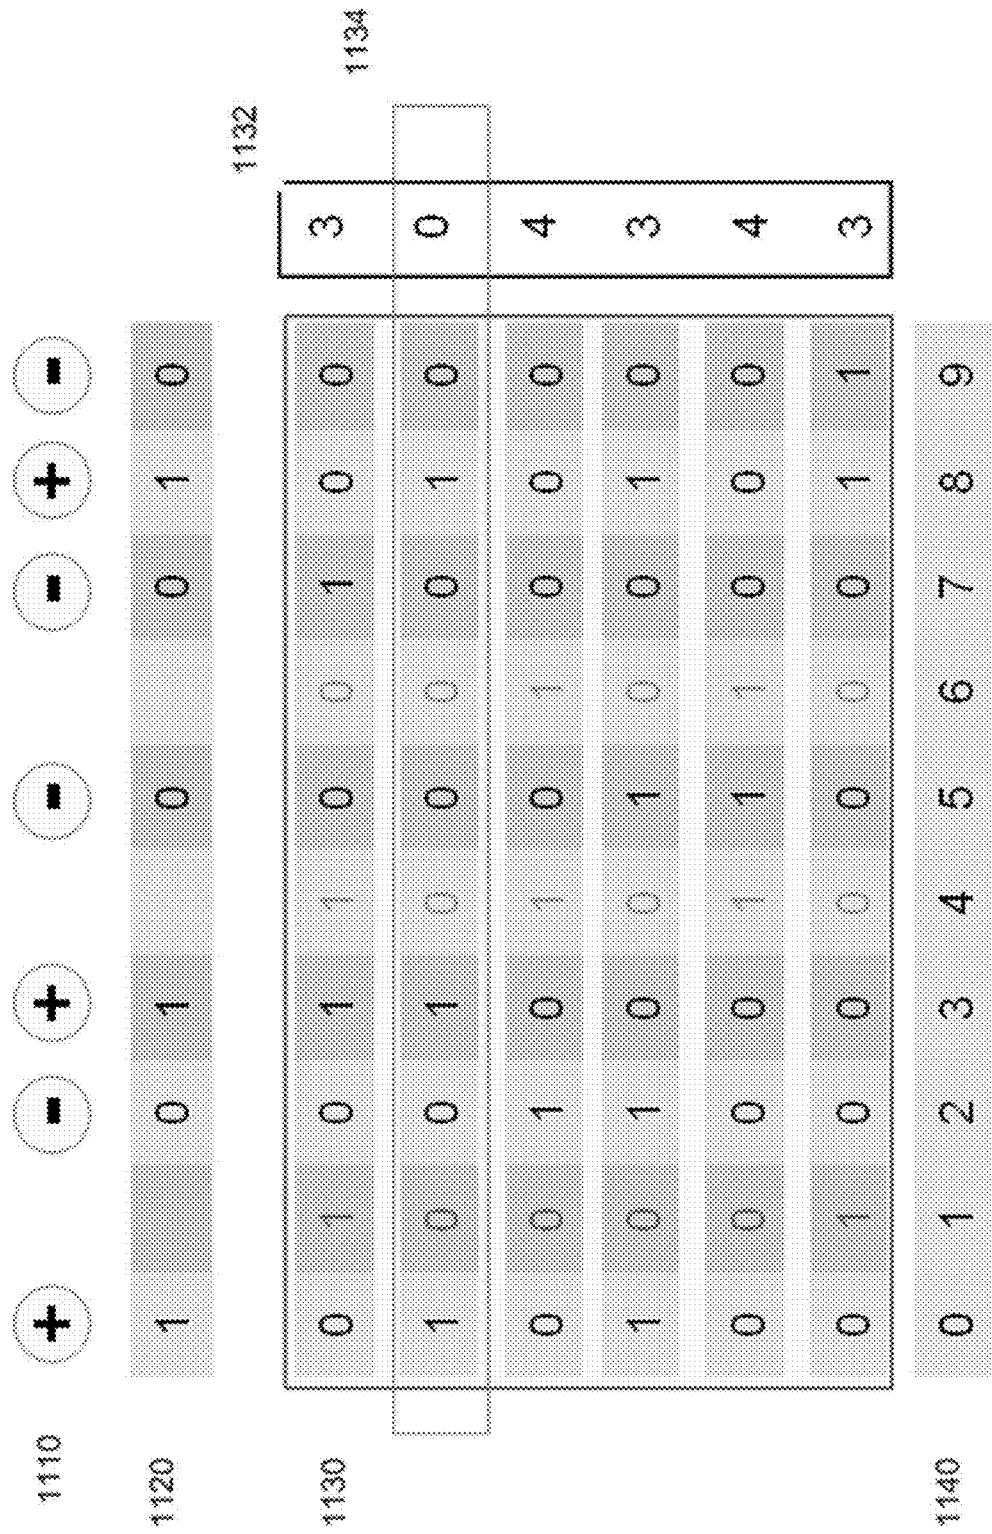 1110 + - + - - + -
1120 1 0 1 0 0 1 0
1132
1130 0 1 0 1 1 0 0 1 0 0 3
1134
1 0 0 1 0 0 0 0 1 0 0
0 0 1 0 1 0 1 0 0 0 4
1 0 1 0 0 1 0 0 1 0 3
0 0 0 0 1 1 1 0 0 0 4
0 1 0 0 0 0 0 0 1 1 3
1140 0 1 2 3 4 5 6 7 8 9